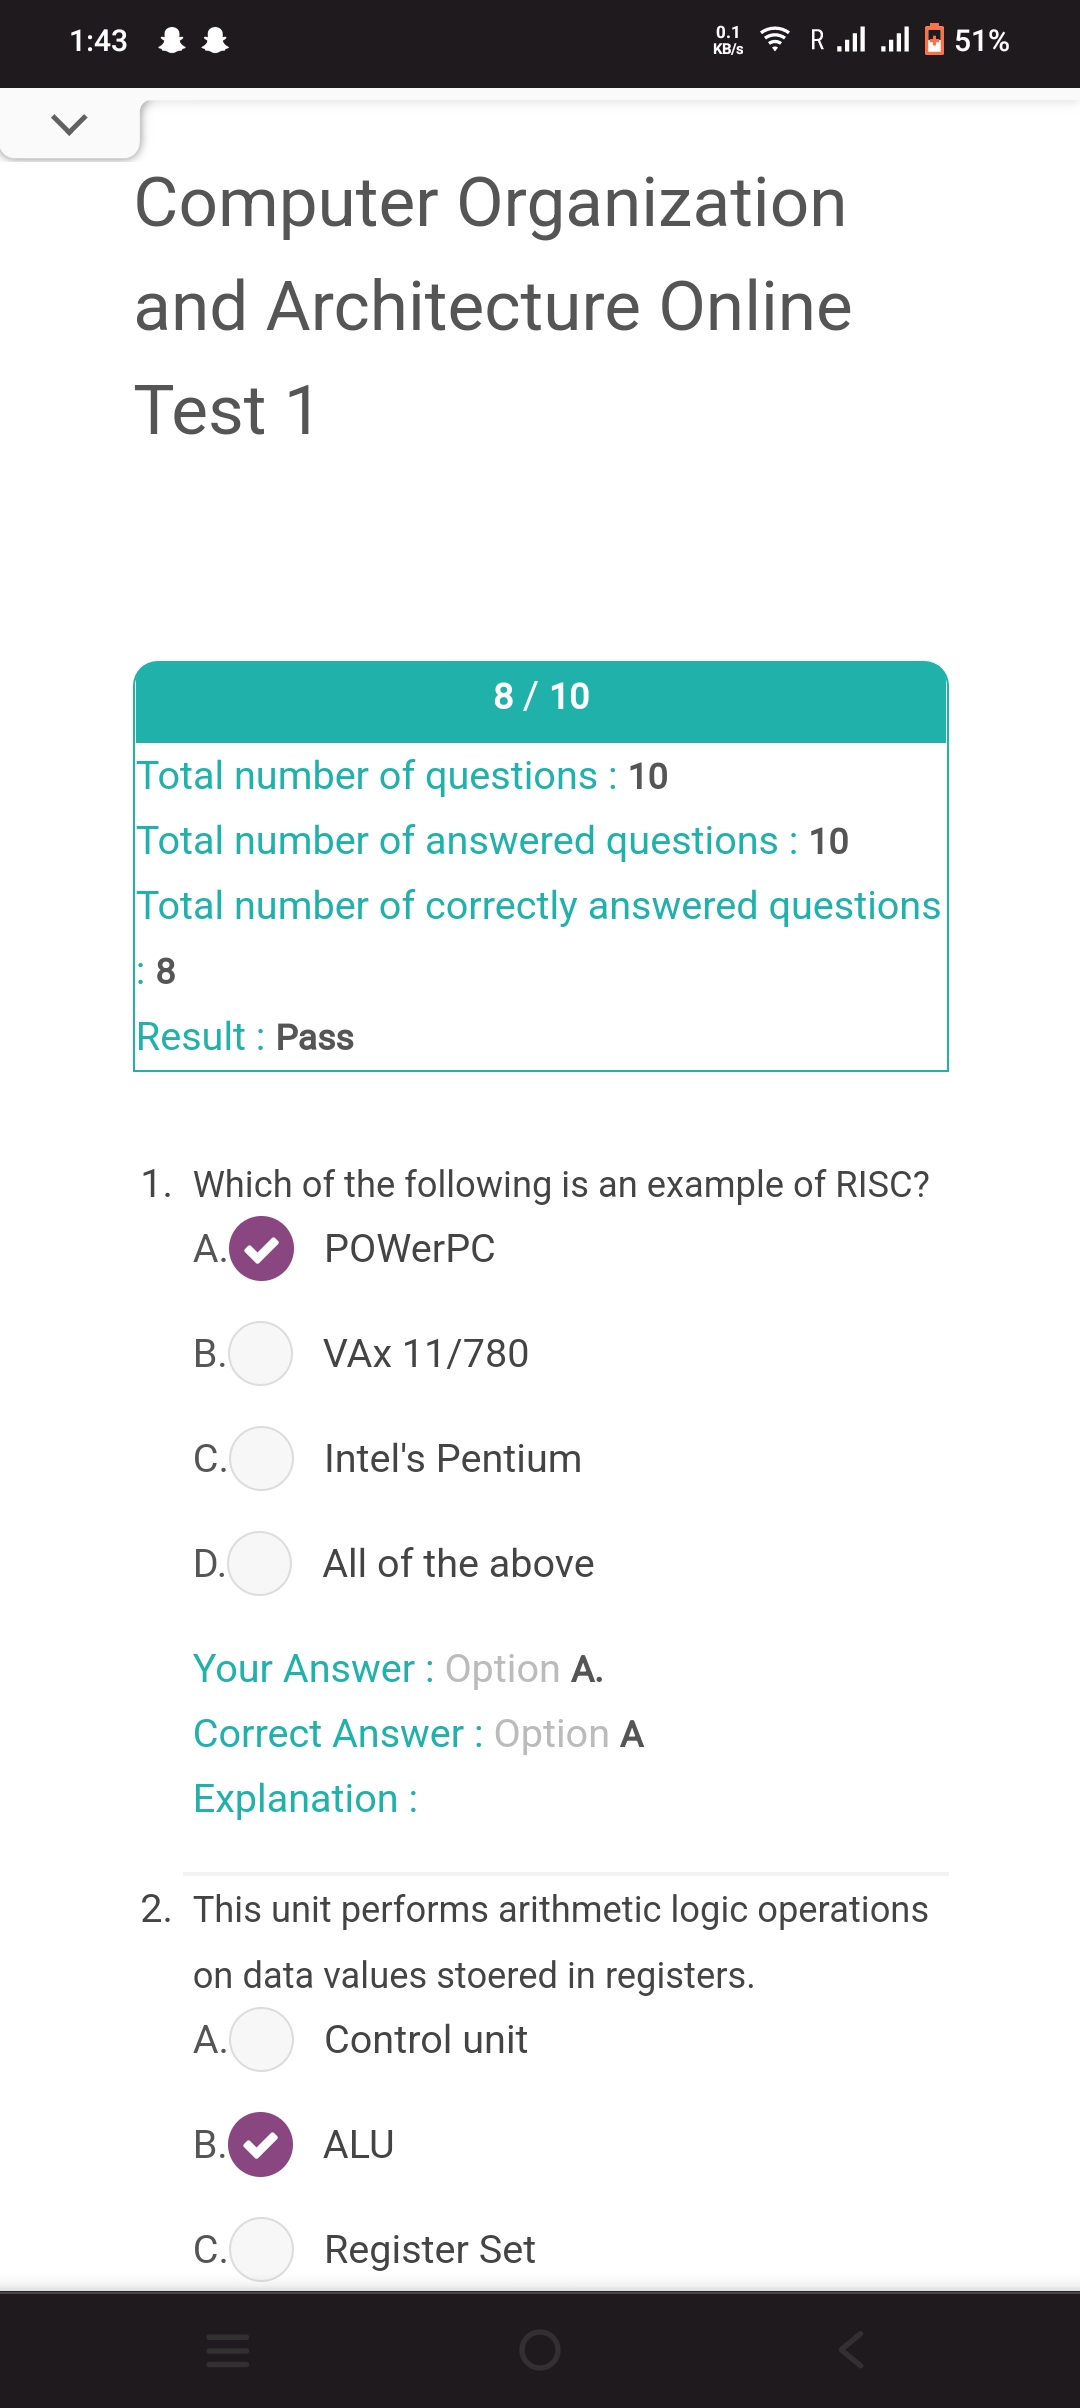 1:43 0.1 KB/s R 51%
Computer Organization
and Architecture Online
Test 1
8 / 10
Total number of questions : 10
Total number of answered questions : 10
Total number of correctly answered questions
: 8
Result : Pass
1. Which of the following is an example of RISC?
A. POWerPC
B. VAx 11/780
C. Intel's Pentium
D. All of the above
Your Answer : Option A.
Correct Answer : Option A
Explanation :
2. This unit performs arithmetic logic operations
on data values stoered in registers.
A. Control unit
B. ALU
C. Register Set